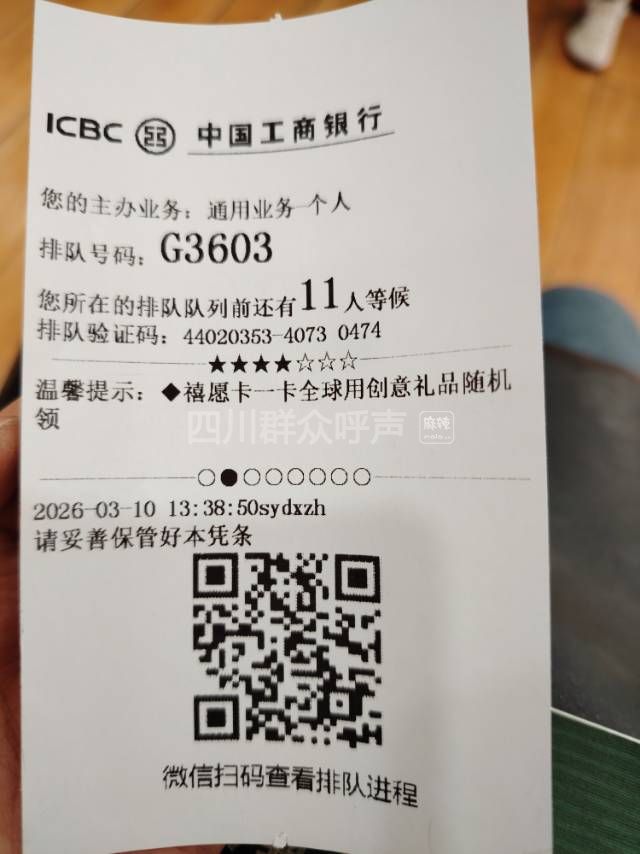 ICBC 中国工商银行
您的主办业务：通用业务—个人
排队号码：G3603
您所在的排队队列前还有11人等候
排队验证码：44020353-4073 0474
★★★★☆☆☆
温馨提示：◆禧愿卡一卡全球用创意礼品随机
领
四川群众呼声 麻辣
○●○○○○○○
2026-03-10 13:38:50sydxzh
请妥善保管好本凭条
微信扫码查看排队进程